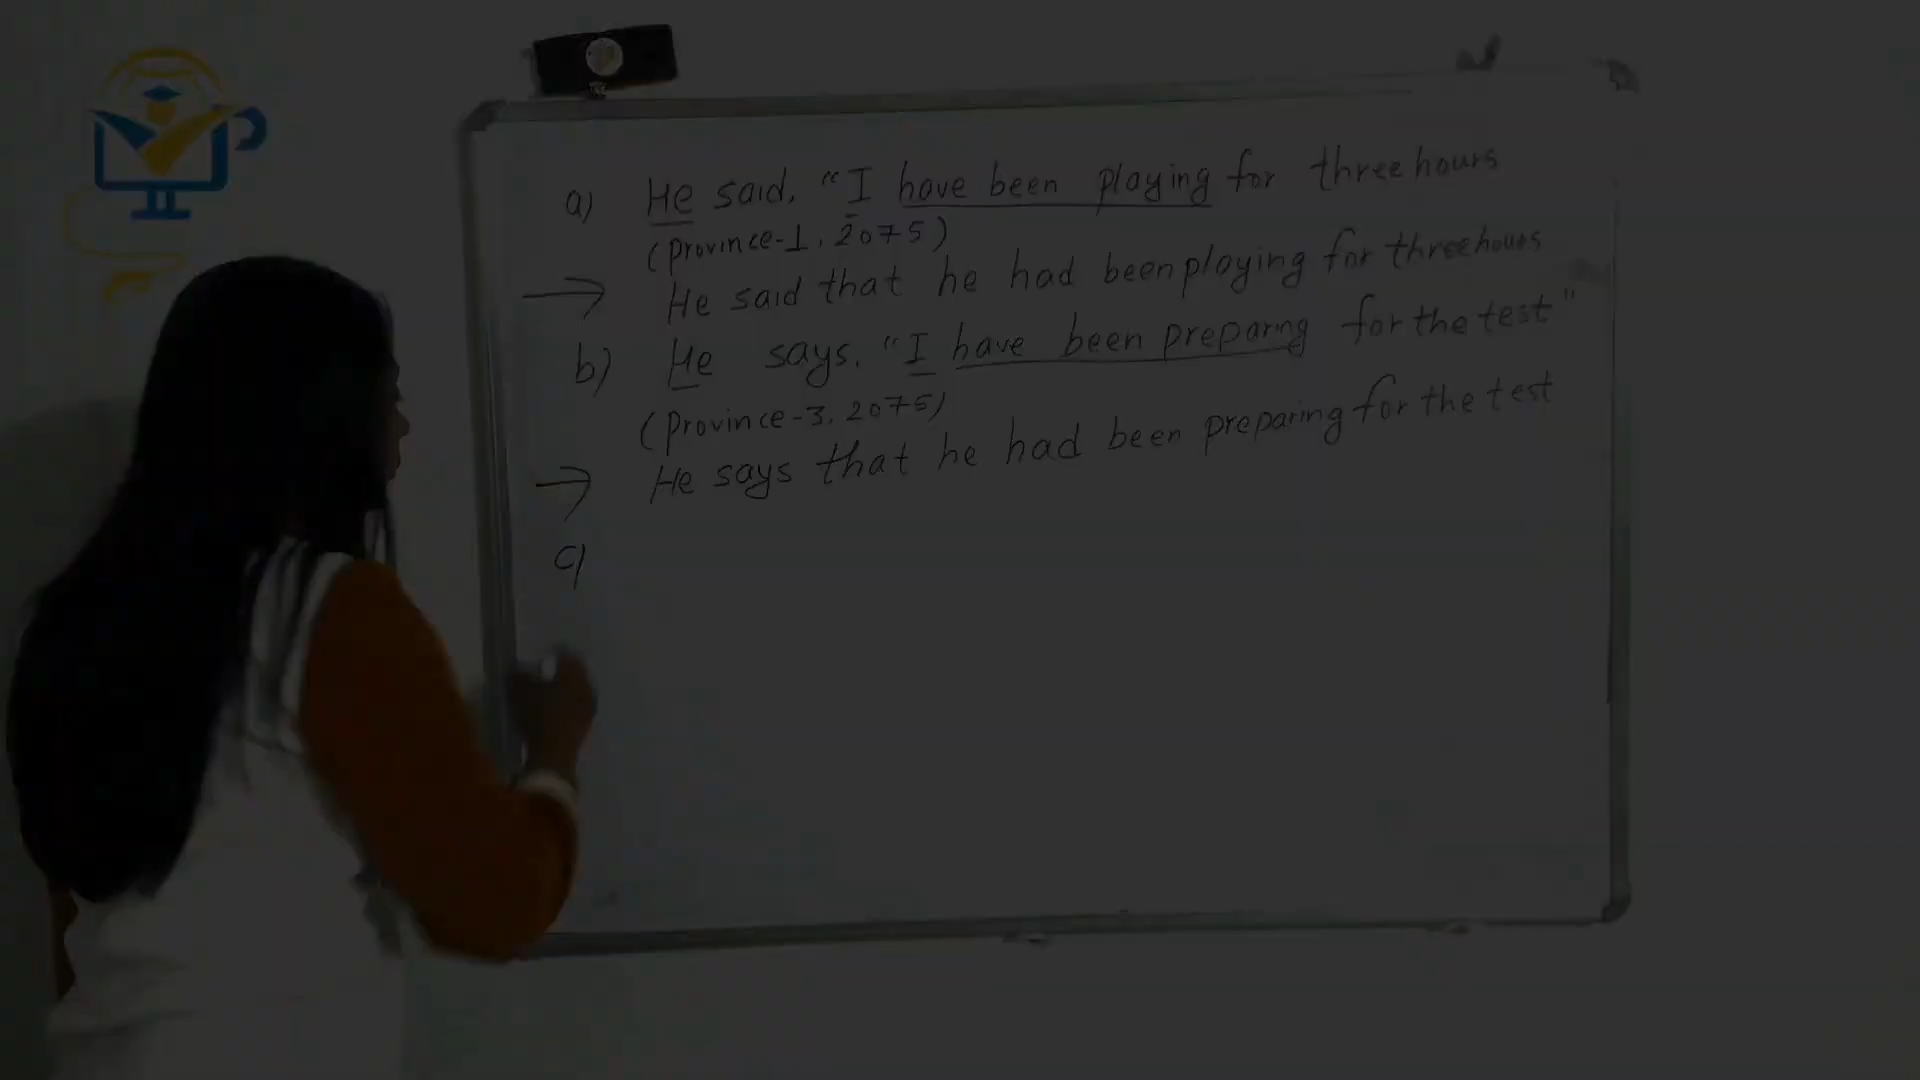 a) He said, "I have been playing for three hours
(Province-1, 2075)
→ He said that he had been playing for three hours
b) He says, "I have been preparing for the test"
(Province-3, 2075)
→ He says that he had been preparing for the test
c)